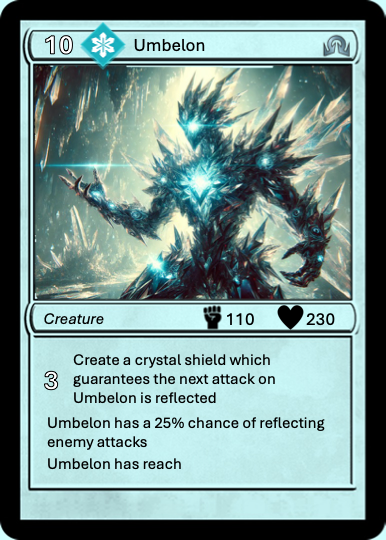 10 Umbelon
Creature 110 230
Create a crystal shield which
3 guarantees the next attack on
Umbelon is reflected
Umbelon has a 25% chance of reflecting
enemy attacks
Umbelon has reach